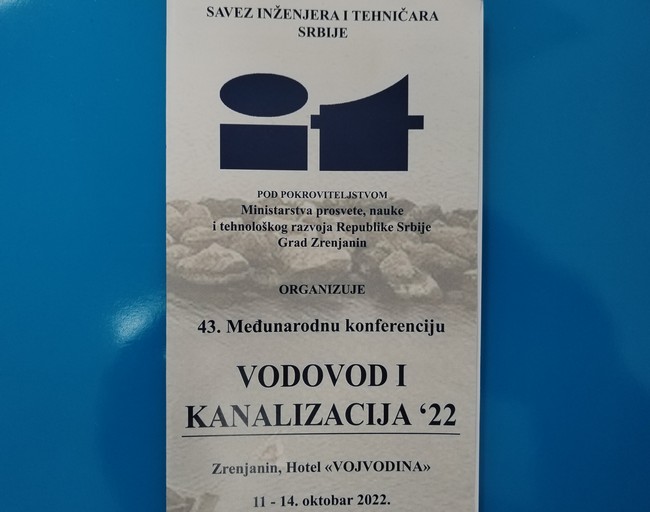 SAVEZ INŽENJERA I TEHNIČARA
SRBIJE
it
POD POKROVITELJSTVOM
Ministarstva prosvete, nauke
i tehnološkog razvoja Republike Srbije
Grad Zrenjanin
ORGANIZUJE
43. Međunarodnu konferenciju
VODOVOD I
KANALIZACIJA ‘22
Zrenjanin, Hotel «VOJVODINA»
11 - 14. oktobar 2022.